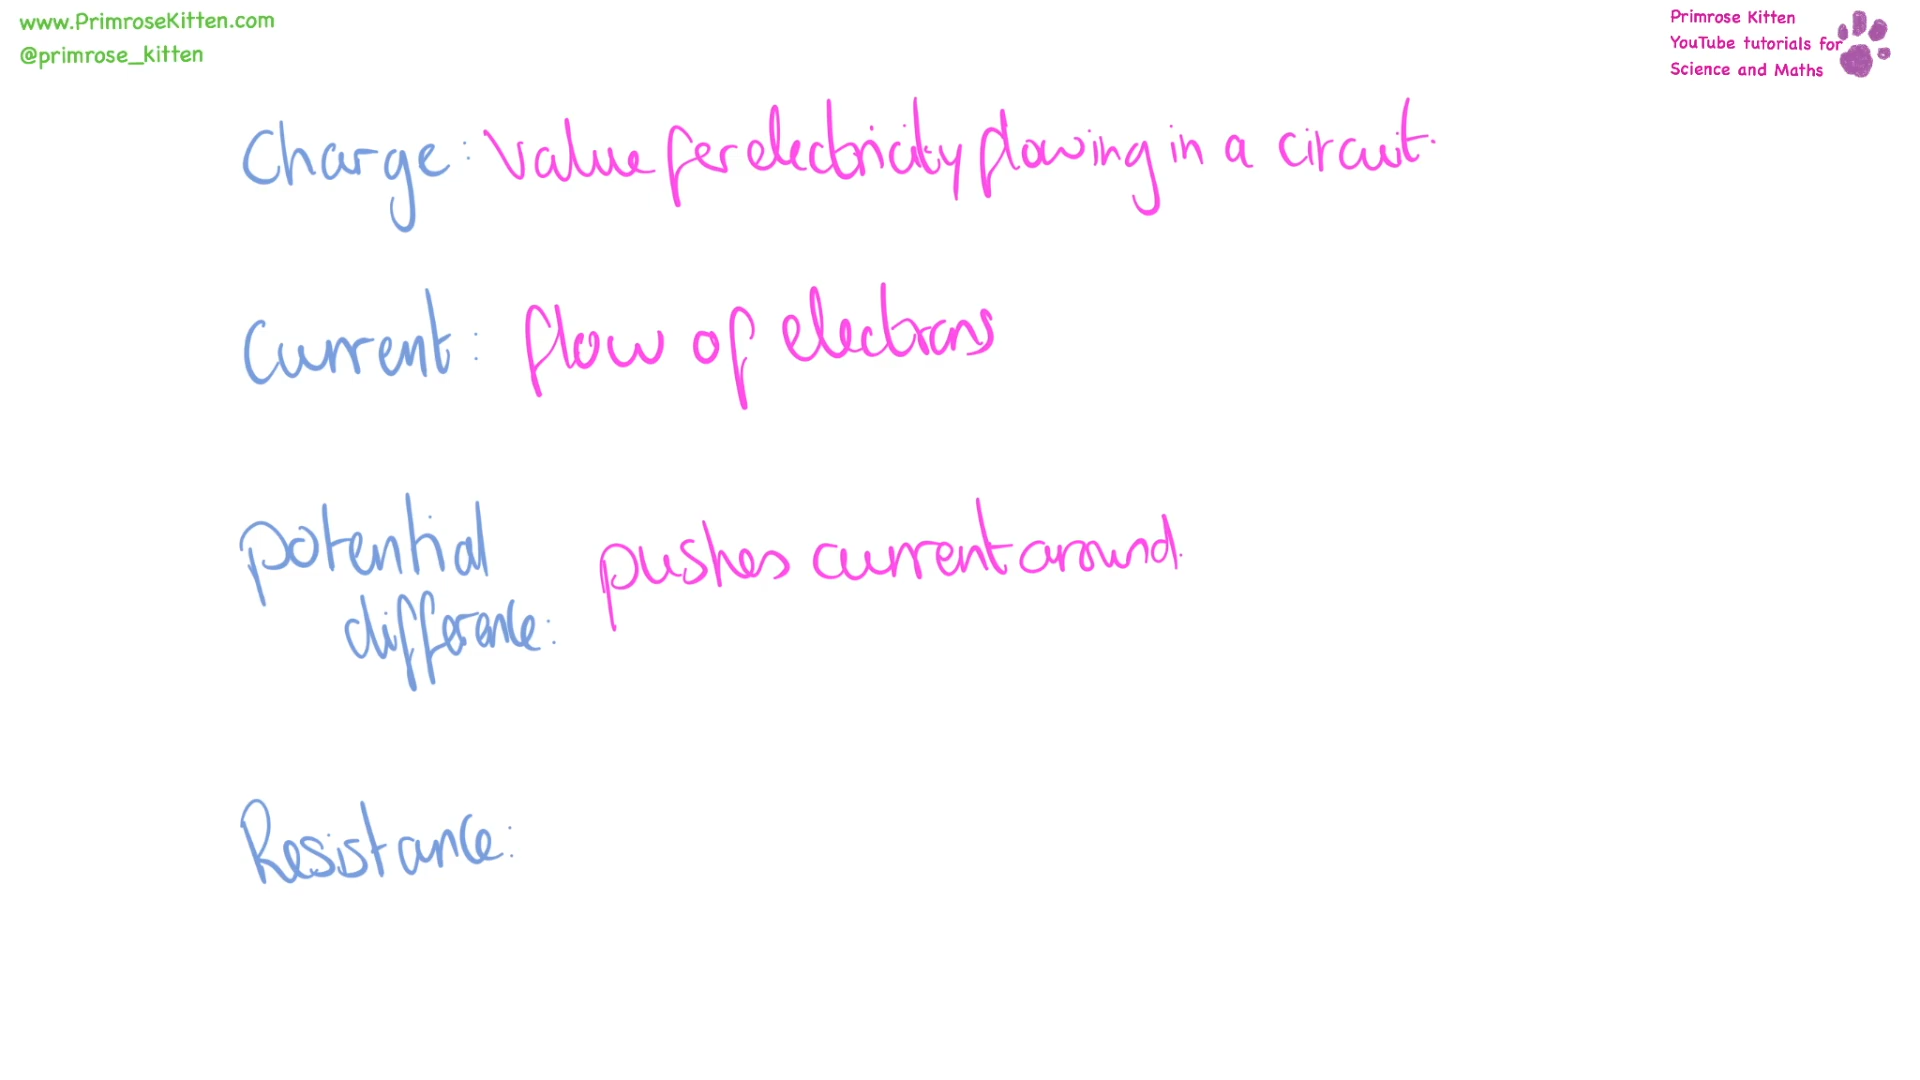 www.PrimroseKitten.com
@primrose_kitten
Primrose Kitten
YouTube tutorials for
Science and Maths
Charge: value for electricity flowing in a circuit.
Current: flow of electrons
potential
difference:
pushes current around.
Resistance: